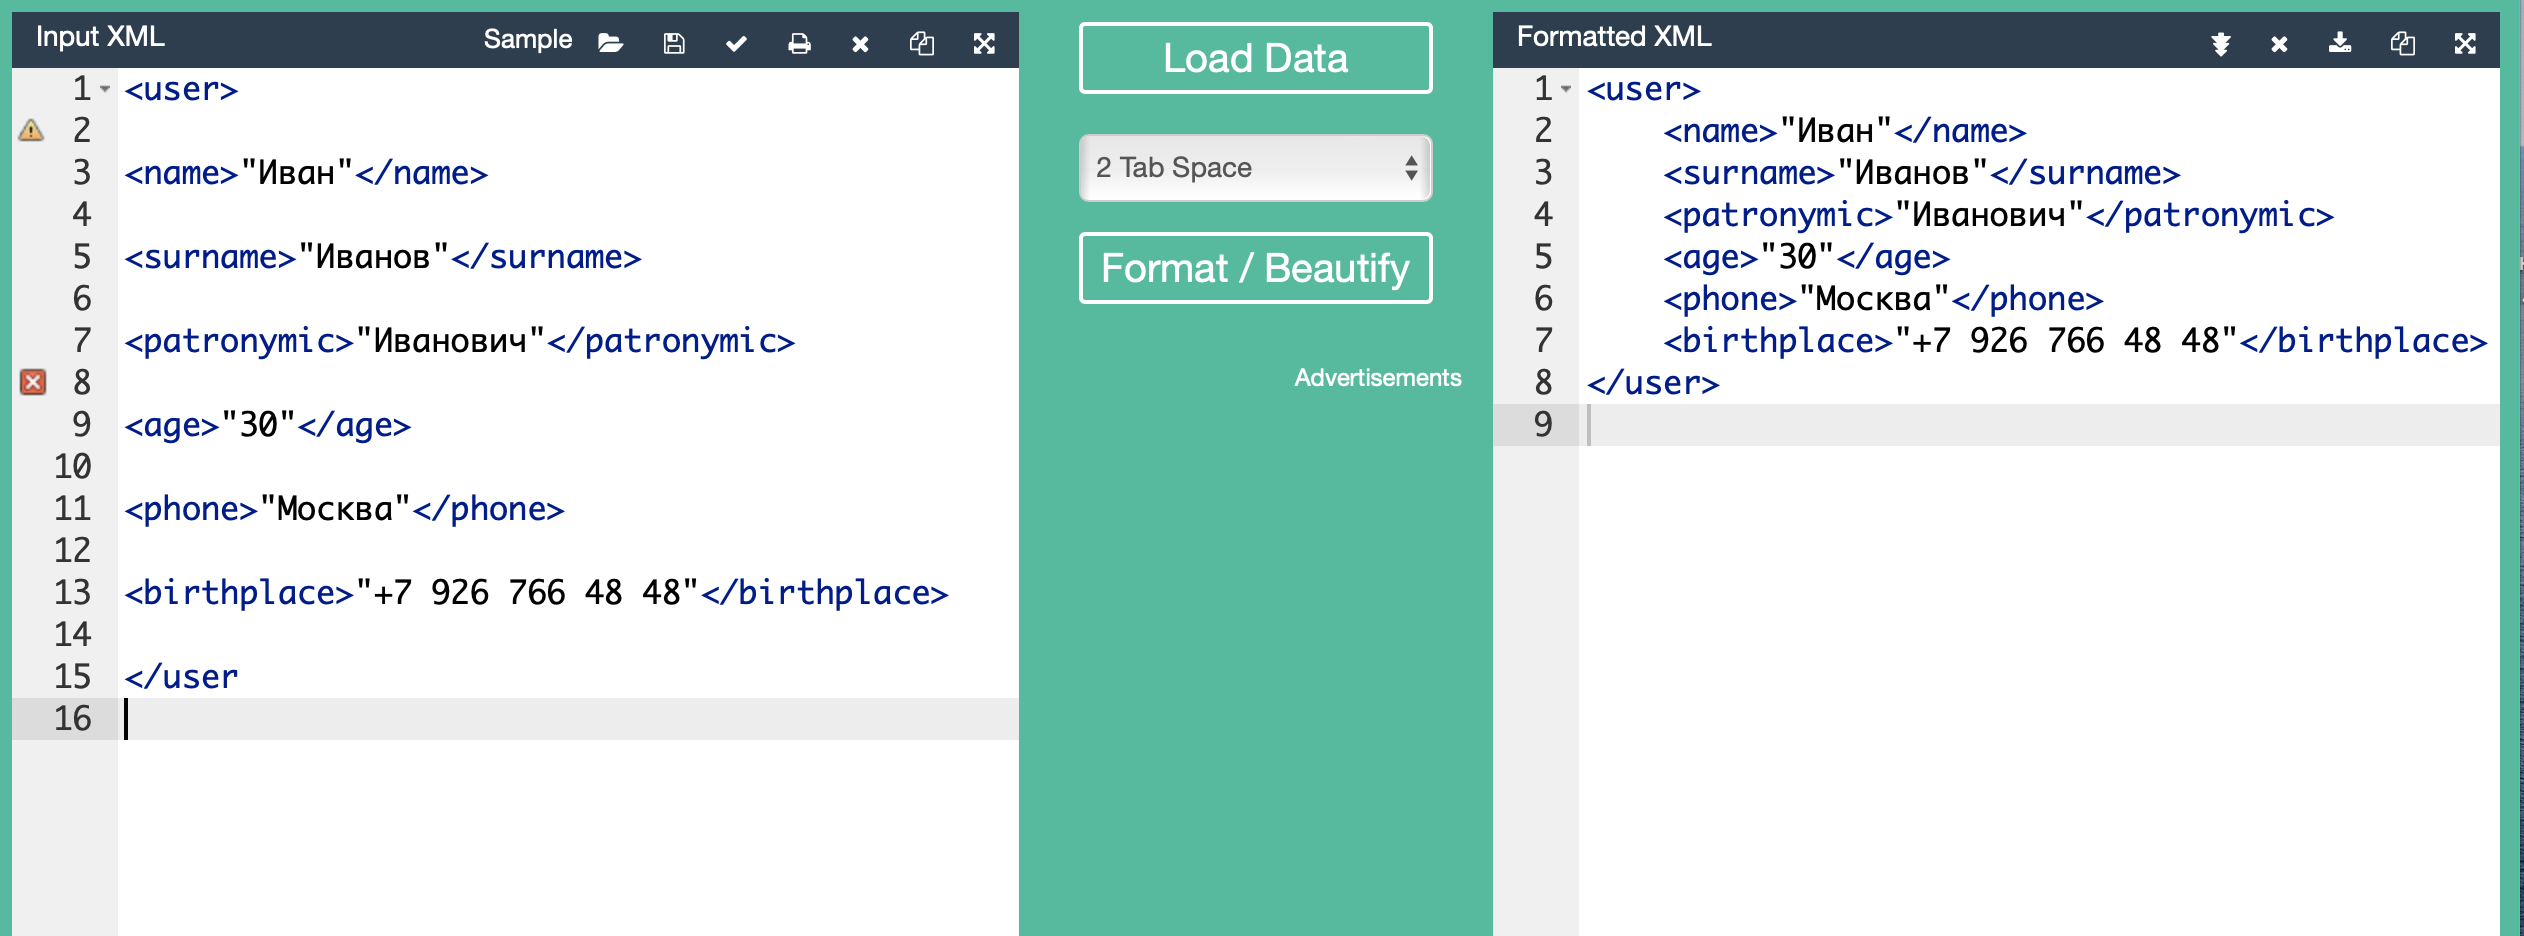 Input XML
Sample
1 <user>
2
3 <name>"Иван"</name>
4
5 <surname>"Иванов"</surname>
6
7 <patronymic>"Иванович"</patronymic>
8
9 <age>"30"</age>
10
11 <phone>"Москва"</phone>
12
13 <birthplace>"+7 926 766 48 48"</birthplace>
14
15 </user
16
Load Data
2 Tab Space
Format / Beautify
Advertisements
Formatted XML
1 <user>
2 <name>"Иван"</name>
3 <surname>"Иванов"</surname>
4 <patronymic>"Иванович"</patronymic>
5 <age>"30"</age>
6 <phone>"Москва"</phone>
7 <birthplace>"+7 926 766 48 48"</birthplace>
8 </user>
9